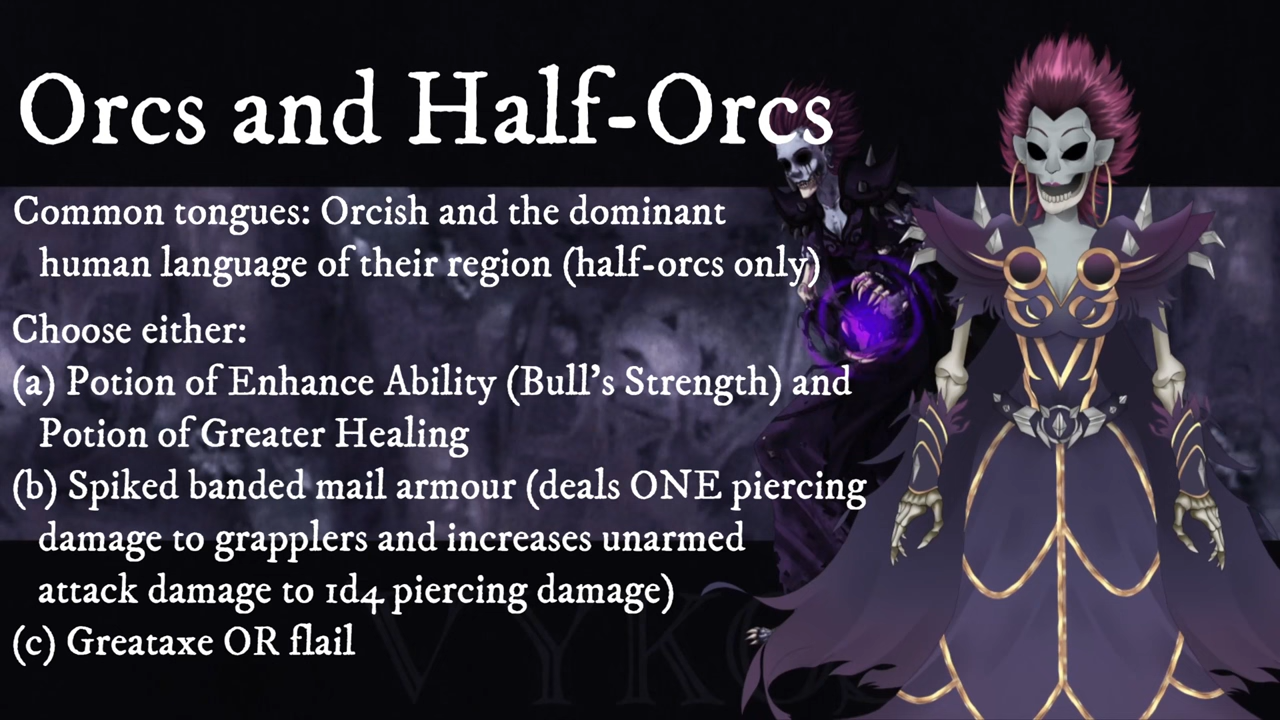 Orcs and Half-Orcs
Common tongues: Orcish and the dominant
human language of their region (half-orcs only)
Choose either:
(a) Potion of Enhance Ability (Bull's Strength) and
Potion of Greater Healing
(b) Spiked banded mail armour (deals ONE piercing
damage to grapplers and increases unarmed
attack damage to 1d4 piercing damage)
(c) Greataxe OR flail